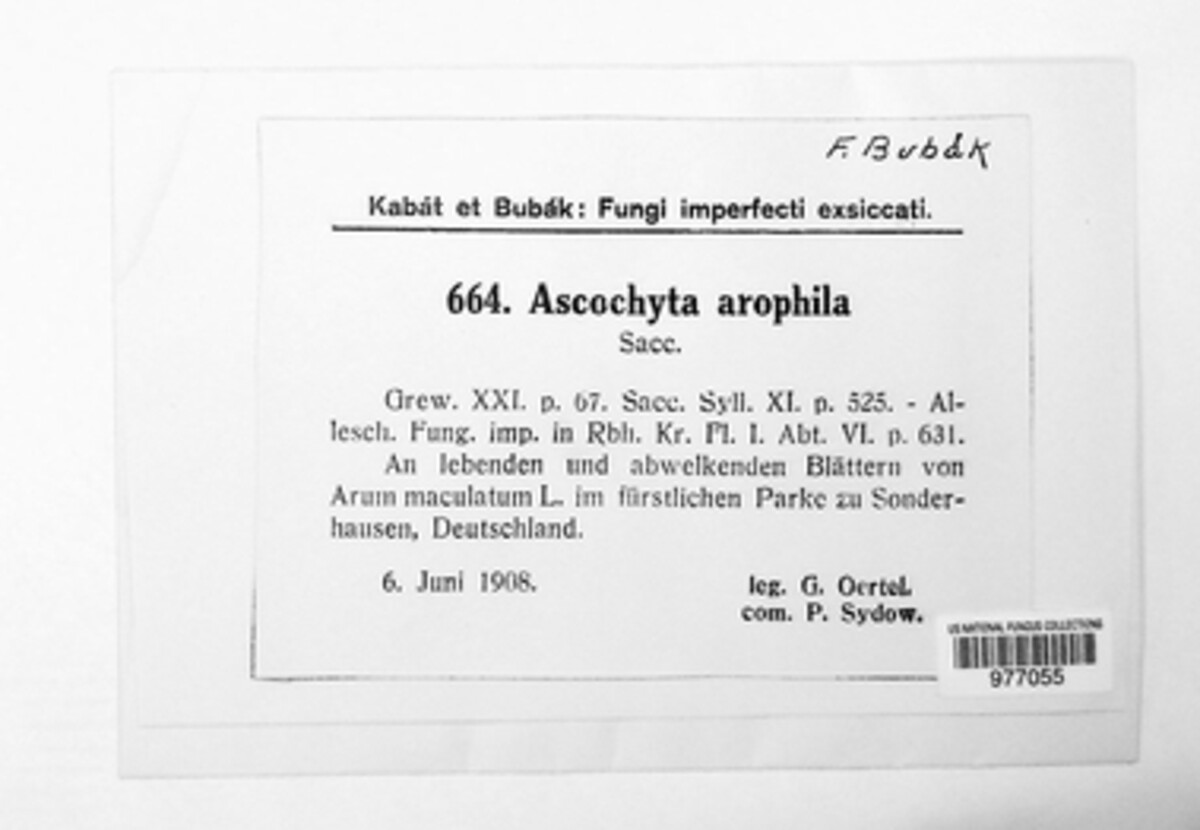 F. Bubák
Kabát et Bubák: Fungi imperfecti exsiccati.
664. Ascochyta arophila
Sacc.
Grew. XXI. p. 67. Sacc. Syll. XI. p. 525. - Al-
lesch. Fung. imp. in Rbh. Kr. Fl. I. Abt. VI. p. 631.
An lebenden und abwelkenden Blättern von
Arum maculatum L. im fürstlichen Parke zu Sonder-
hausen, Deutschland.
6. Juni 1908.
leg. G. Oertel.
com. P. Sydow.
US NATIONAL FUNGUS COLLECTIONS
977055